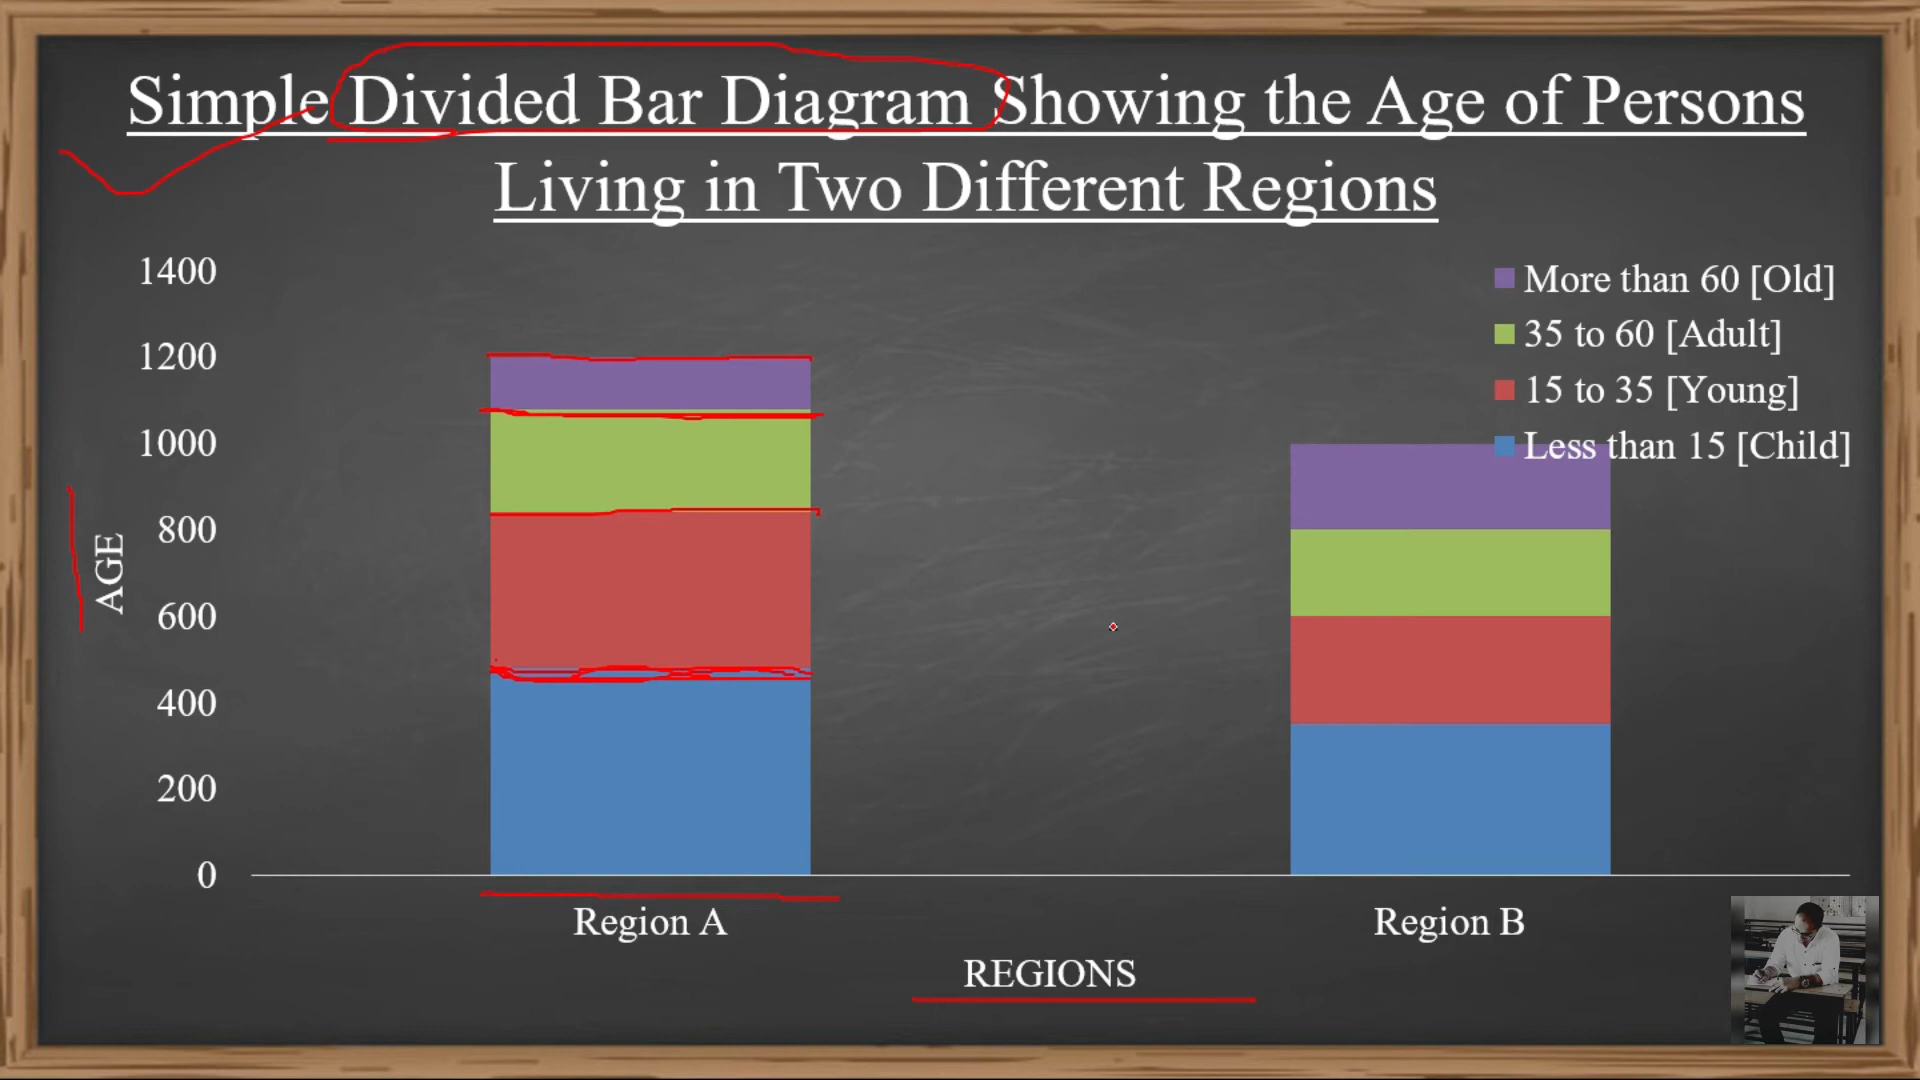 Simple Divided Bar Diagram Showing the Age of Persons
Living in Two Different Regions
1400
1200
1000
800
600
400
200
0
AGE
More than 60 [Old]
35 to 60 [Adult]
15 to 35 [Young]
Less than 15 [Child]
Region A
Region B
REGIONS